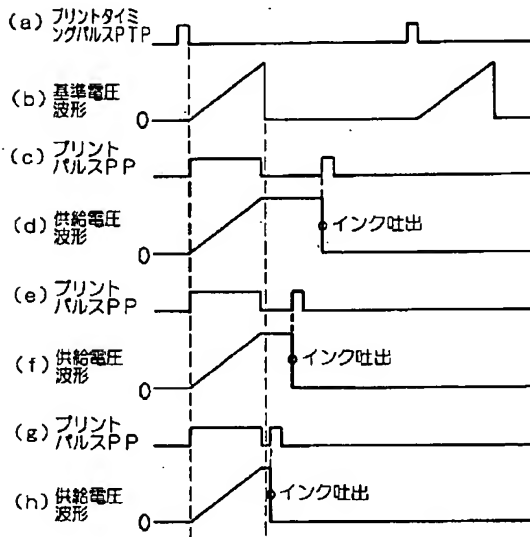 (a) プリントタイミ
ングパルスPTP
(b) 基準電圧
波形
0
(c) プリント
パルスPP
(d) 供給電圧
波形
0
インク吐出
(e) プリント
パルスPP
(f) 供給電圧
波形
0
インク吐出
(g) プリント
パルスPP
(h) 供給電圧
波形
0
インク吐出